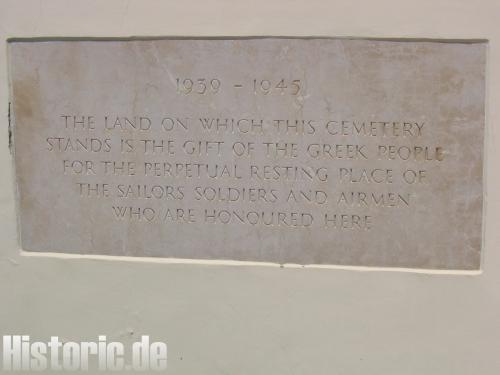 1939 - 1945
THE LAND ON WHICH THIS CEMETERY
STANDS IS THE GIFT OF THE GREEK PEOPLE
FOR THE PERPETUAL RESTING PLACE OF
THE SAILORS SOLDIERS AND AIRMEN
WHO ARE HONOURED HERE
Historic.de